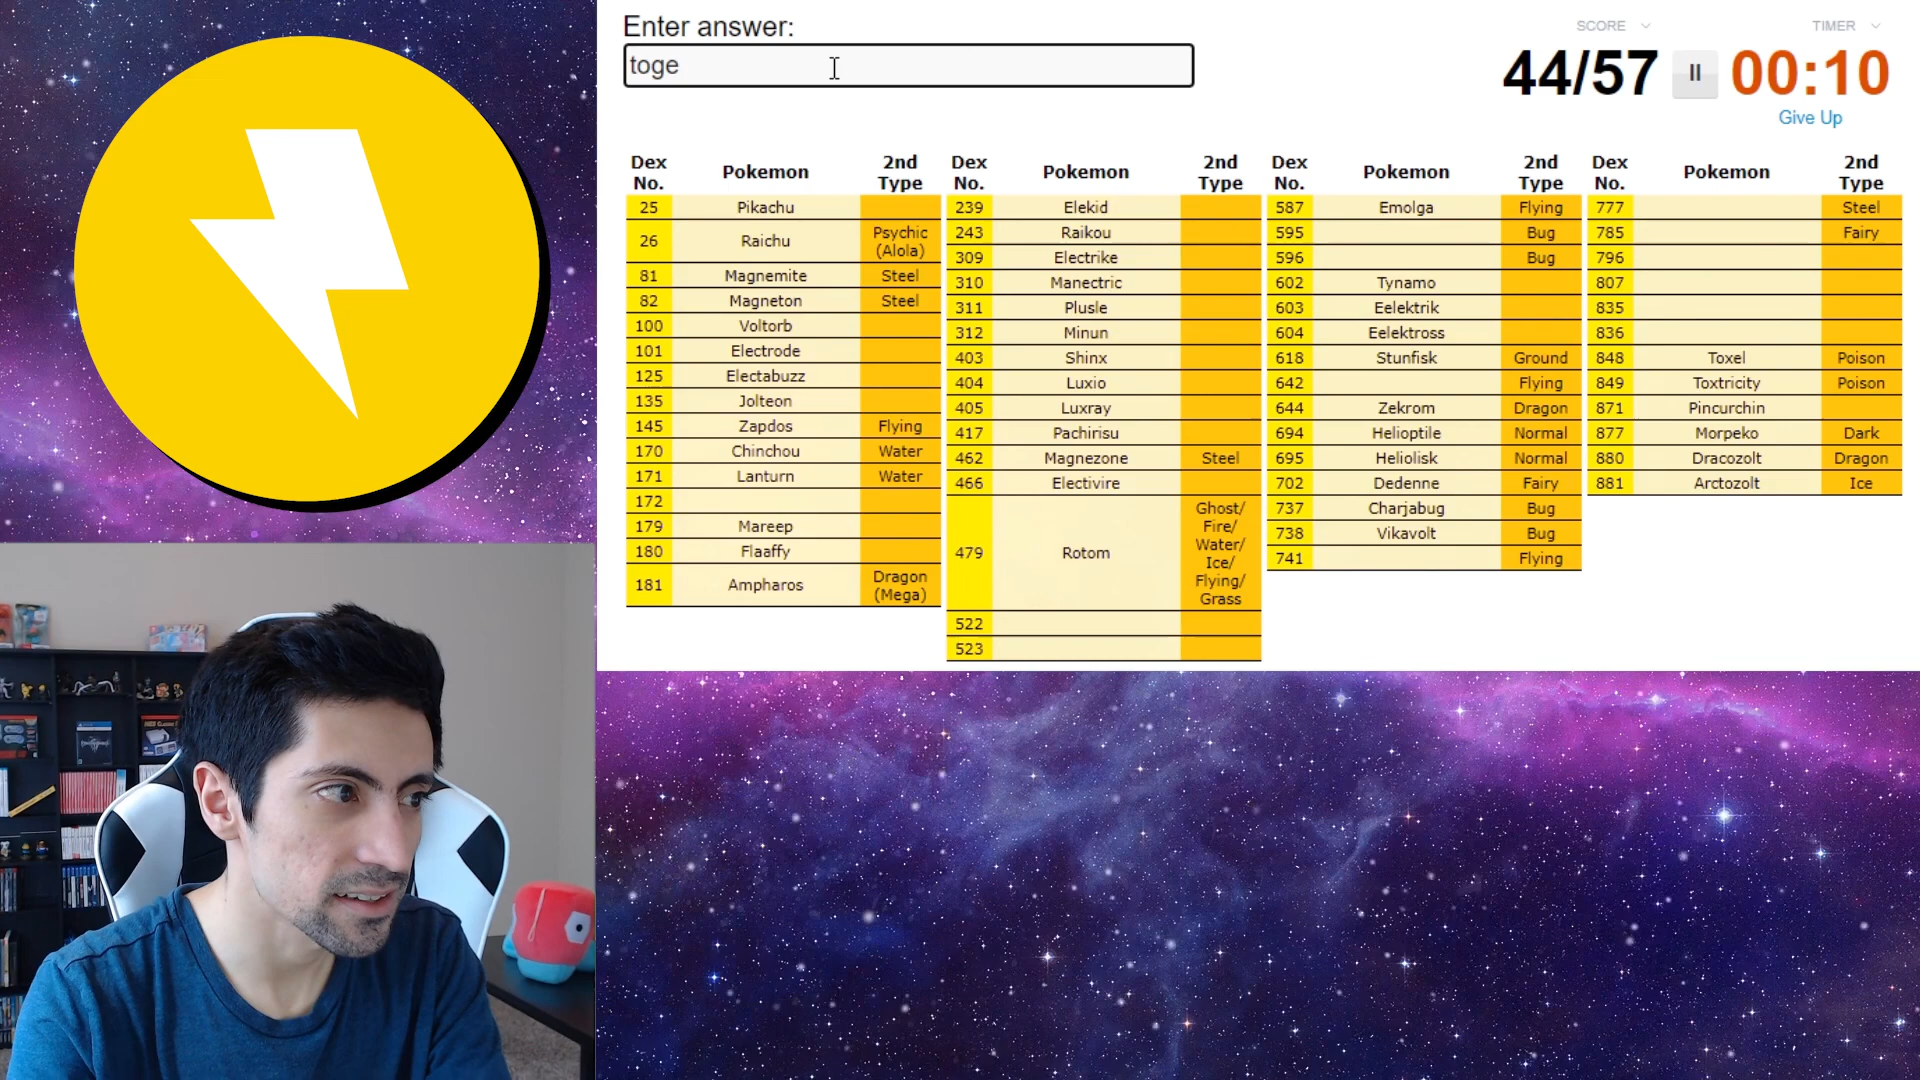 Enter answer:
toge
SCORE
TIMER
44/57
00:10
Give Up
Dex No. Pokemon 2nd Type
25 Pikachu
26 Raichu Psychic (Alola)
81 Magnemite Steel
82 Magneton Steel
100 Voltorb
101 Electrode
125 Electabuzz
135 Jolteon
145 Zapdos Flying
170 Chinchou Water
171 Lanturn Water
172
179 Mareep
180 Flaaffy
181 Ampharos Dragon (Mega)
Dex No. Pokemon 2nd Type
239 Elekid
243 Raikou
309 Electrike
310 Manectric
311 Plusle
312 Minun
403 Shinx
404 Luxio
405 Luxray
417 Pachirisu
462 Magnezone Steel
466 Electivire
479 Rotom Ghost/ Fire/ Water/ Ice/ Flying/ Grass
522
523
Dex No. Pokemon 2nd Type
587 Emolga Flying
595 Bug
596 Bug
602 Tynamo
603 Eelektrik
604 Eelektross
618 Stunfisk Ground
642 Flying
644 Zekrom Dragon
694 Helioptile Normal
695 Heliolisk Normal
702 Dedenne Fairy
737 Charjabug Bug
738 Vikavolt Bug
741 Flying
Dex No. Pokemon 2nd Type
777 Steel
785 Fairy
796
807
835
836
848 Toxel Poison
849 Toxtricity Poison
871 Pincurchin
877 Morpeko Dark
880 Dracozolt Dragon
881 Arctozolt Ice